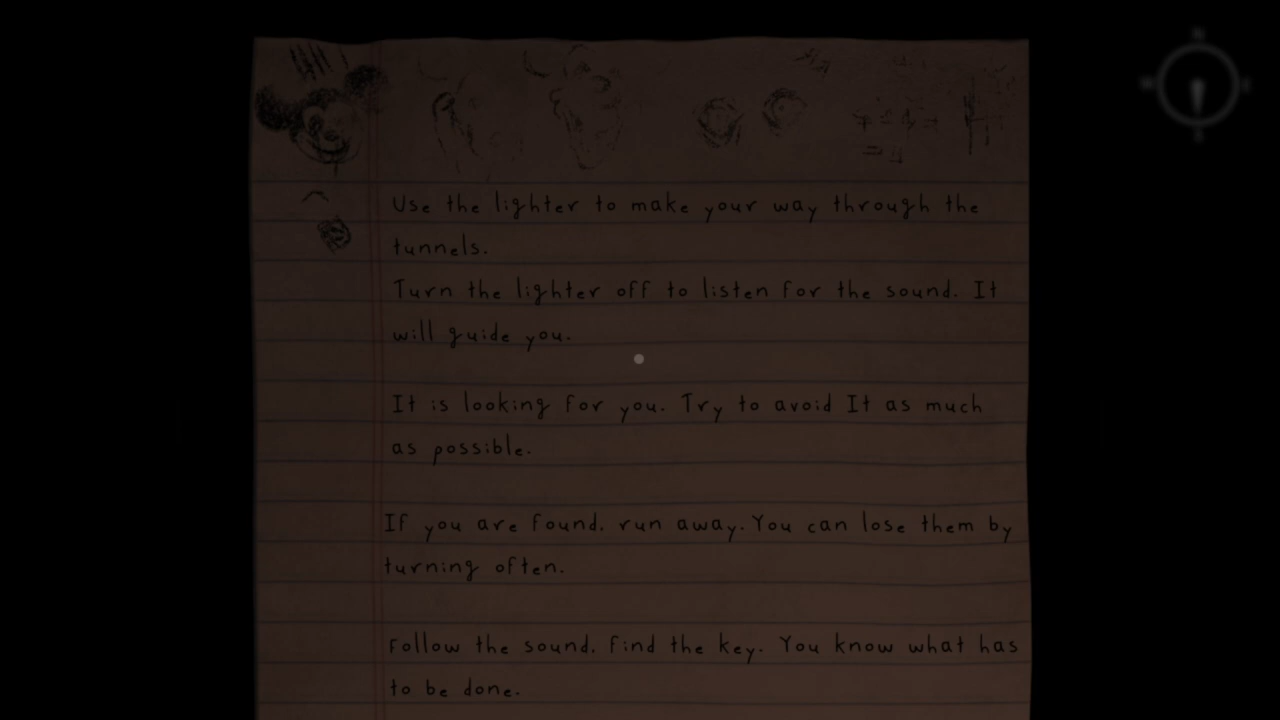 Use the lighter to make your way through the
tunnels.
Turn the lighter off to listen for the sound. It
will guide you.
It is looking for you. Try to avoid It as much
as possible.
If you are found, run away. You can lose them by
turning often.
Follow the sound. Find the key. You know what has
to be done.